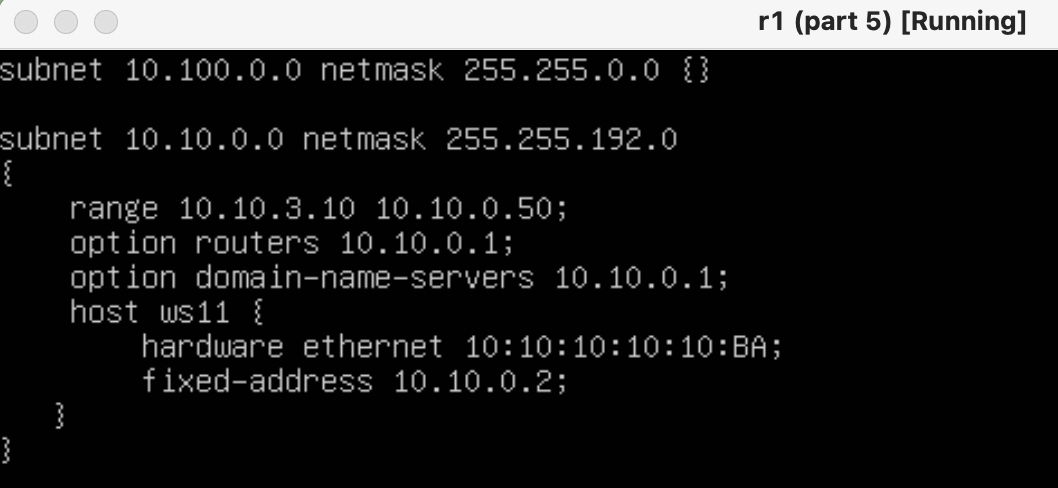 r1 (part 5) [Running]
subnet 10.100.0.0 netmask 255.255.0.0 {}
subnet 10.10.0.0 netmask 255.255.192.0
{
range 10.10.3.10 10.10.0.50;
option routers 10.10.0.1;
option domain-name-servers 10.10.0.1;
host ws11 {
hardware ethernet 10:10:10:10:10:BA;
fixed-address 10.10.0.2;
}
}